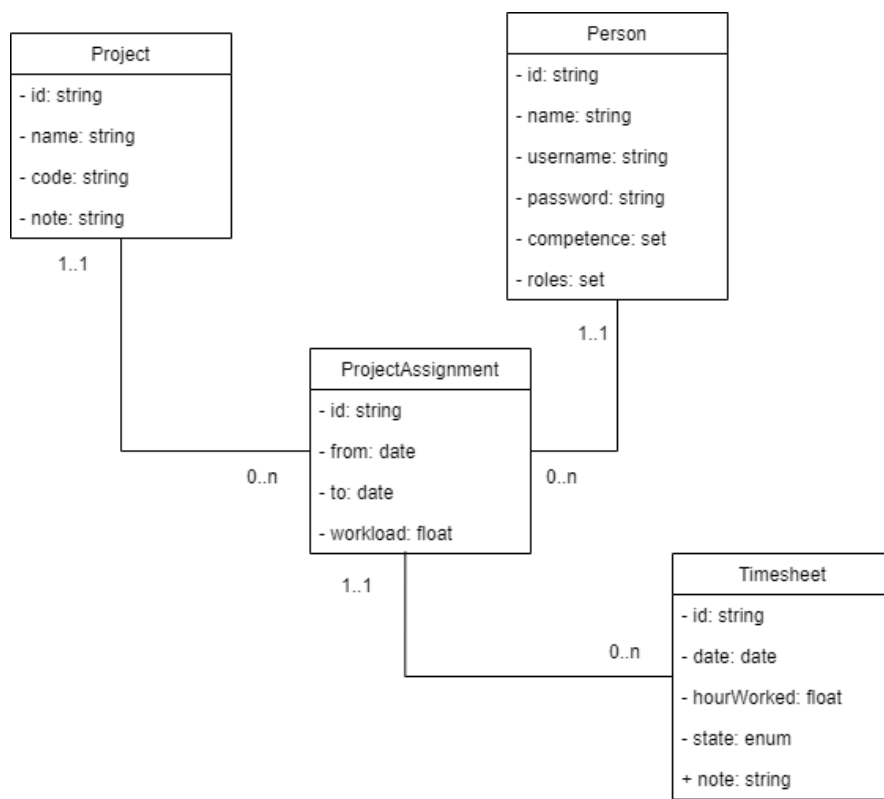 Project
- id: string
- name: string
- code: string
- note: string
1..1
Person
- id: string
- name: string
- username: string
- password: string
- competence: set
- roles: set
1..1
ProjectAssignment
- id: string
- from: date
- to: date
- workload: float
0..n
0..n
1..1
Timesheet
- id: string
- date: date
- hourWorked: float
- state: enum
+ note: string
0..n